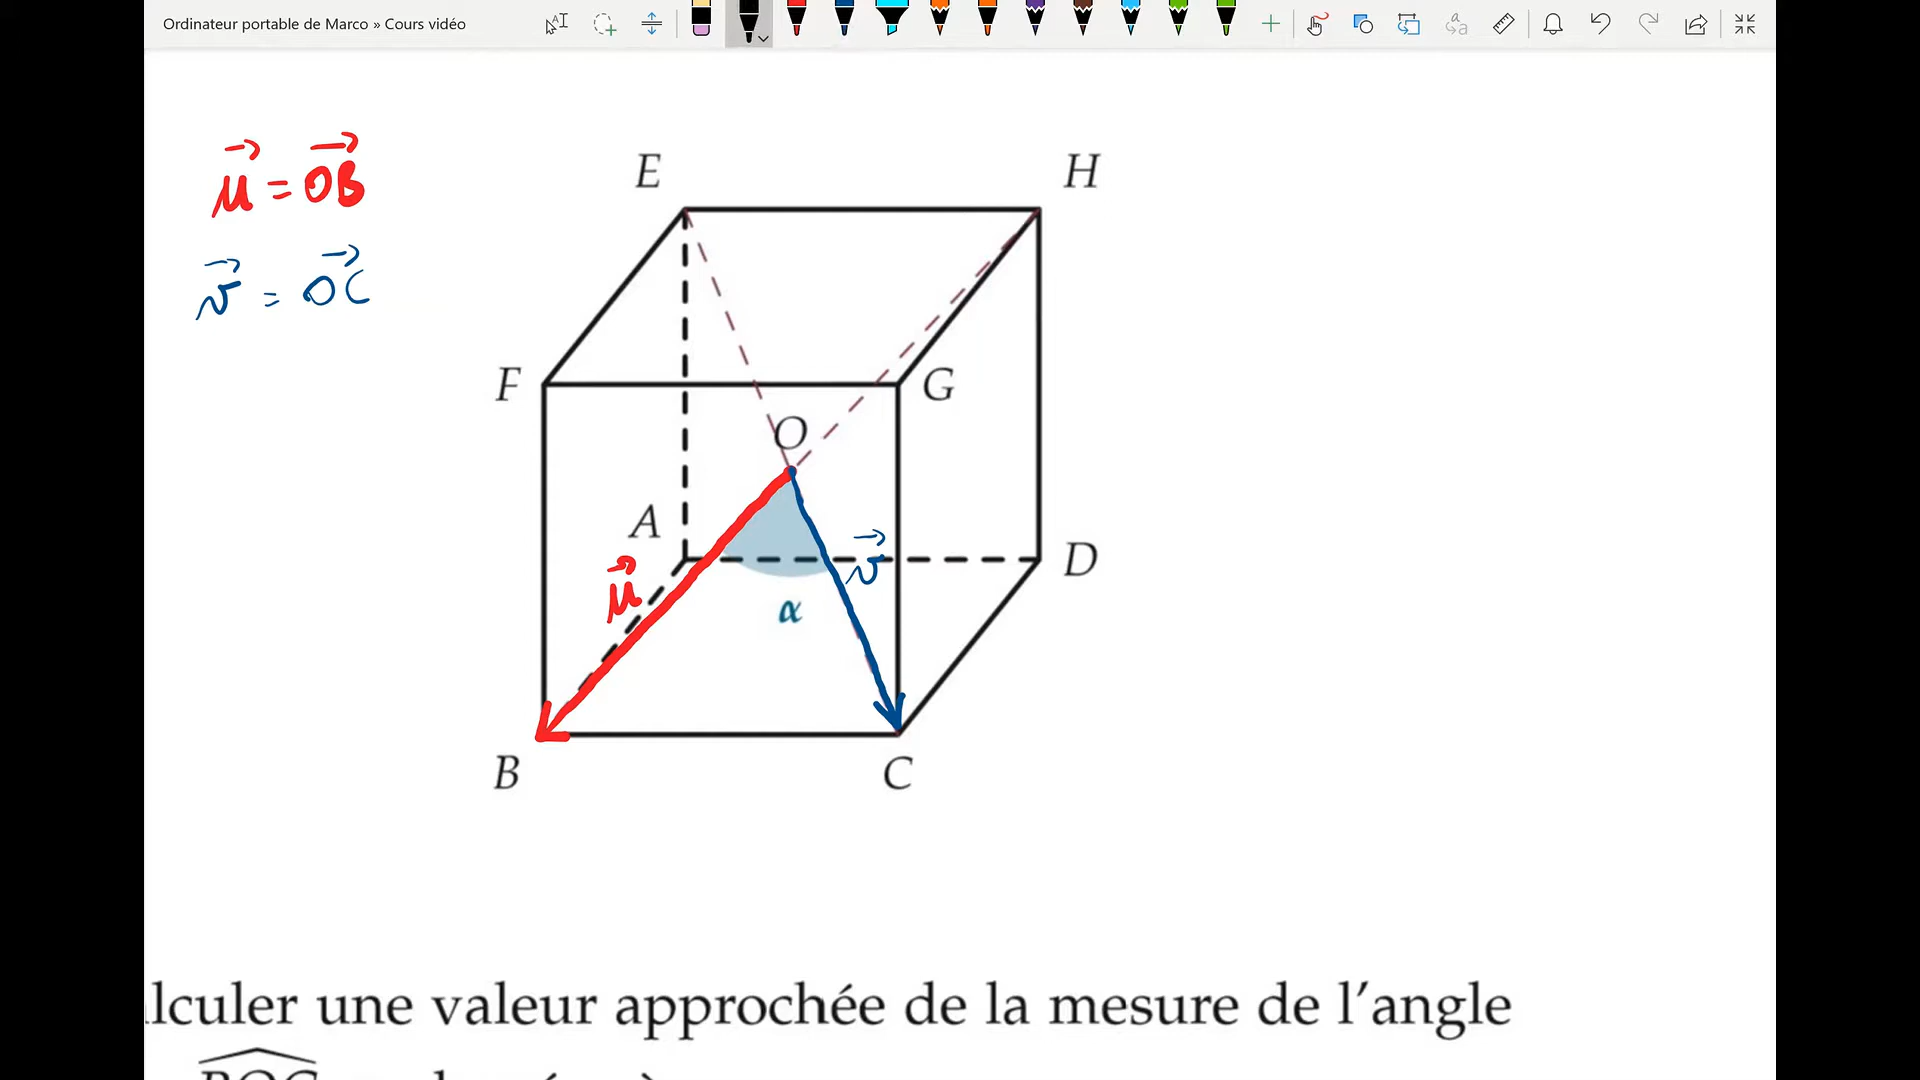 Ordinateur portable de Marco » Cours vidéo
E
H
F
G
O
A
D
α
B
C
u⃗ = OB⃗
v⃗ = OC⃗
u⃗
v⃗
lculer une valeur approchée de la mesure de l’angle